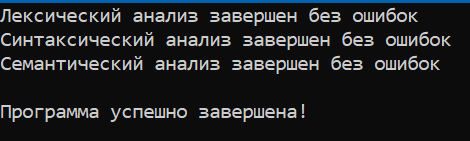 Лексический анализ завершен без ошибок
Синтаксический анализ завершен без ошибок
Семантический анализ завершен без ошибок
Программа успешно завершена!